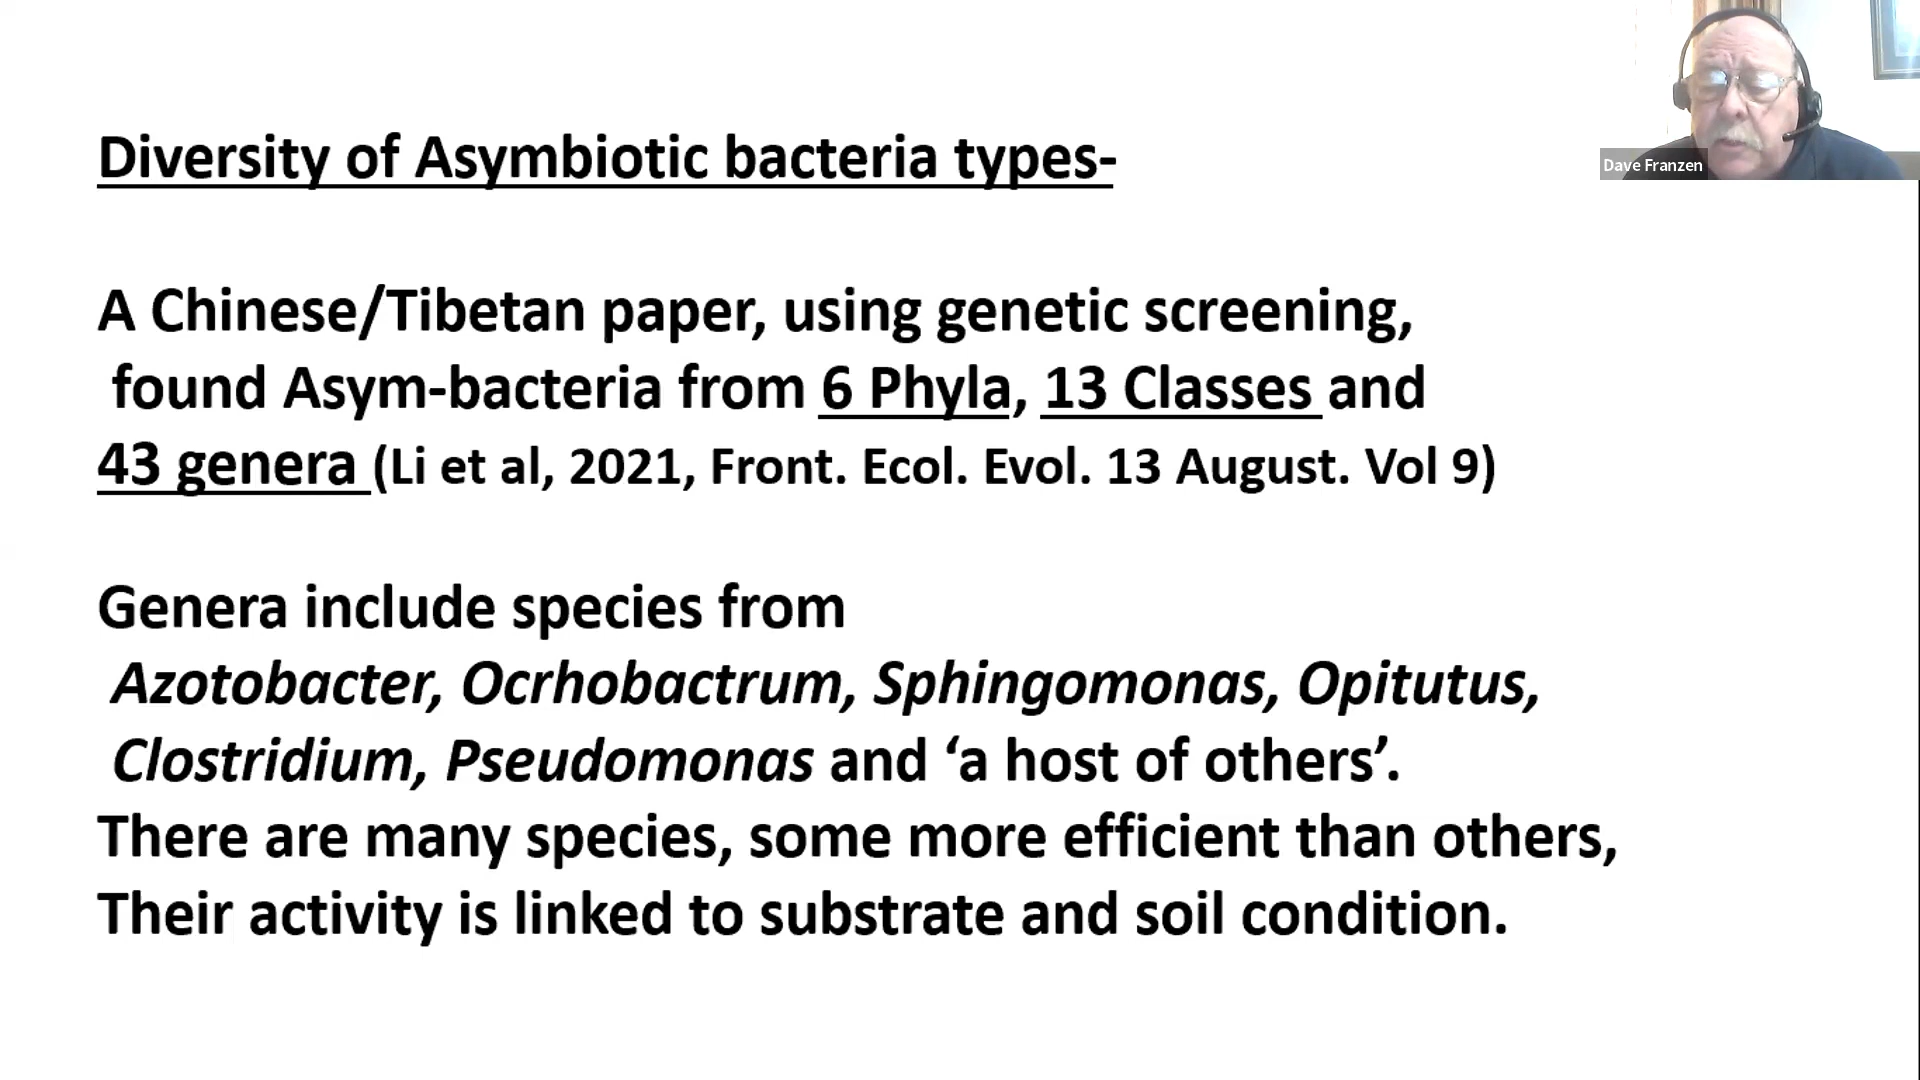 Diversity of Asymbiotic bacteria types-
Dave Franzen
A Chinese/Tibetan paper, using genetic screening,
found Asym-bacteria from 6 Phyla, 13 Classes and
43 genera (Li et al, 2021, Front. Ecol. Evol. 13 August. Vol 9)
Genera include species from
Azotobacter, Ocrhobactrum, Sphingomonas, Opitutus,
Clostridium, Pseudomonas and ‘a host of others’.
There are many species, some more efficient than others,
Their activity is linked to substrate and soil condition.